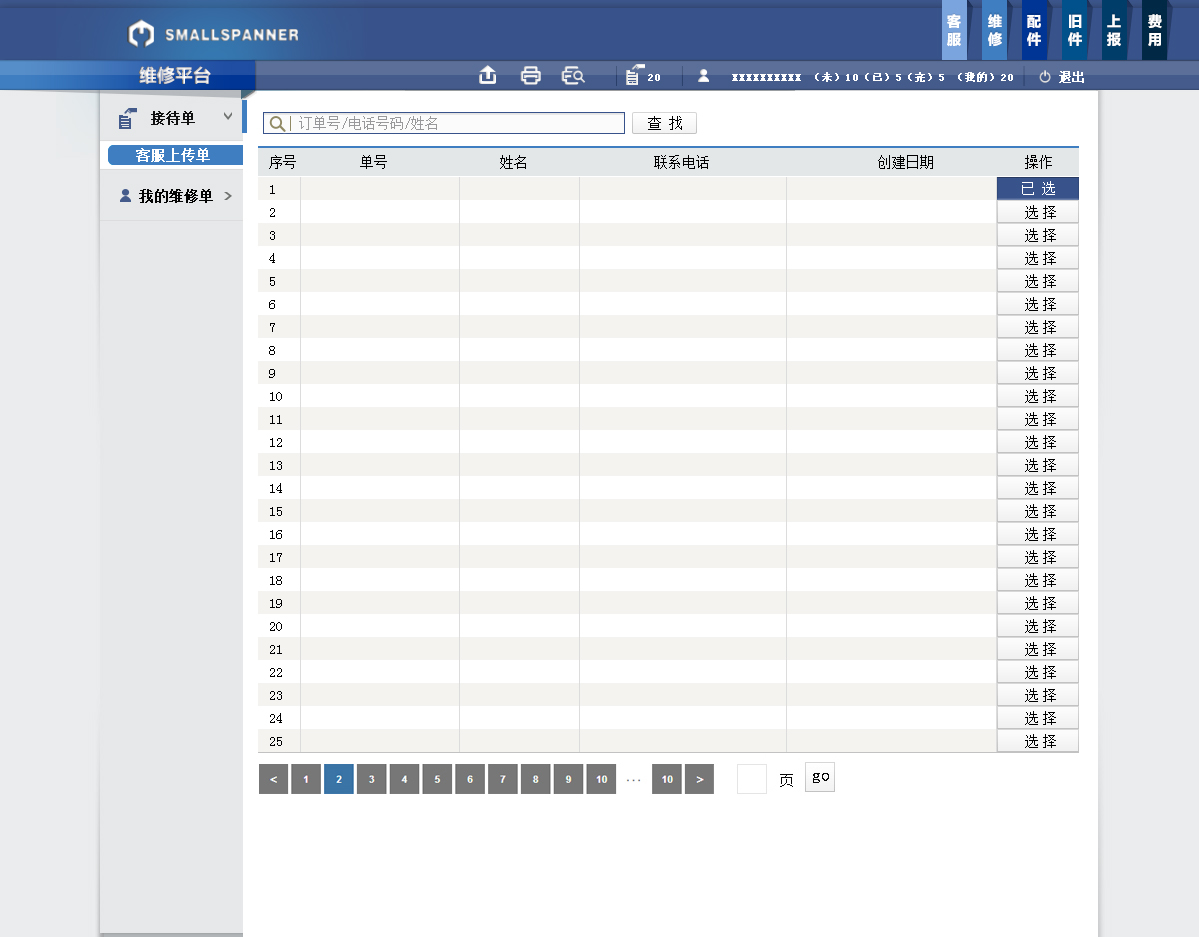 SMALLSPANNER
客服 维修 配件 旧件 上报 费用
维修平台
20 xxxxxxxxxx （未）10（已）5（完）5 （我的）20 退出
接待单
客服上传单
我的维修单
订单号/电话号码/姓名 查 找
序号 单号 姓名 联系电话 创建日期 操作
1 已 选
2 选 择
3 选 择
4 选 择
5 选 择
6 选 择
7 选 择
8 选 择
9 选 择
10 选 择
11 选 择
12 选 择
13 选 择
14 选 择
15 选 择
16 选 择
17 选 择
18 选 择
19 选 择
20 选 择
21 选 择
22 选 择
23 选 择
24 选 择
25 选 择
< 1 2 3 4 5 6 7 8 9 10 ... 10 > 页 go